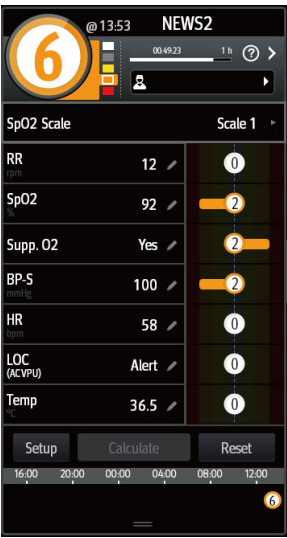 @ 13:53 NEWS2
6
00:49:23 1 h ?
SpO2 Scale Scale 1
RR 12 0
rpm
SpO2 92 2
%
Supp. O2 Yes 2
BP-S 100 2
mmHg
HR 58 0
bpm
LOC Alert 0
(ACVPU)
Temp 36.5 0
°C
Setup Calculate Reset
16:00 20:00 00:00 04:00 08:00 12:00
6